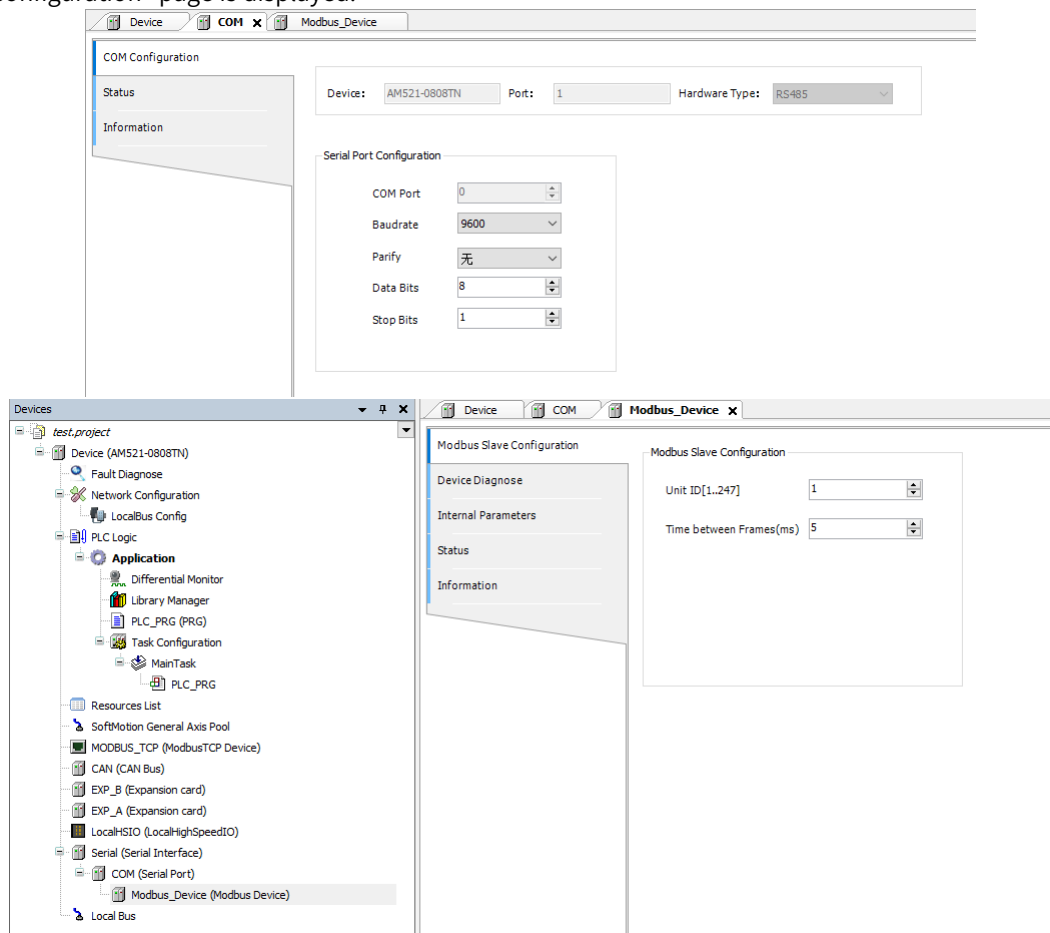 onfiguration" page is displayed.
Device COM x Modbus_Device
COM Configuration
Status
Information
Device: AM521-0808TN Port: 1 Hardware Type: RS485
Serial Port Configuration
COM Port 0
Baudrate 9600
Parify 无
Data Bits 8
Stop Bits 1
Devices
test.project
Device (AM521-0808TN)
Fault Diagnose
Network Configuration
LocalBus Config
PLC Logic
Application
Differential Monitor
Library Manager
PLC_PRG (PRG)
Task Configuration
MainTask
PLC_PRG
Resources List
SoftMotion General Axis Pool
MODBUS_TCP (ModbusTCP Device)
CAN (CAN Bus)
EXP_B (Expansion card)
EXP_A (Expansion card)
LocalHSIO (LocalHighSpeedIO)
Serial (Serial Interface)
COM (Serial Port)
Modbus_Device (Modbus Device)
Local Bus
Device COM Modbus_Device x
Modbus Slave Configuration
Device Diagnose
Internal Parameters
Status
Information
Modbus Slave Configuration
Unit ID[1..247] 1
Time between Frames(ms) 5